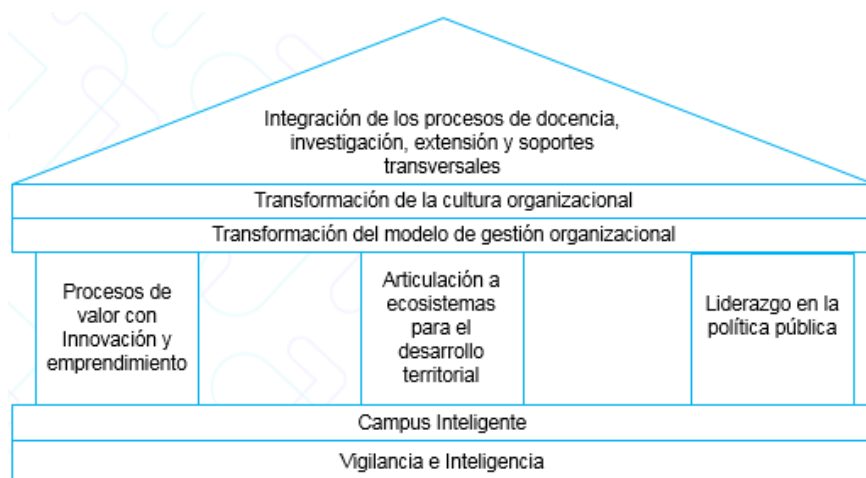 Integración de los procesos de docencia,
investigación, extensión y soportes
transversales
Transformación de la cultura organizacional
Transformación del modelo de gestión organizacional
Procesos de
valor con
Innovación y
emprendimiento
Articulación a
ecosistemas
para el
desarrollo
territorial
Liderazgo en la
política pública
Campus Inteligente
Vigilancia e Inteligencia